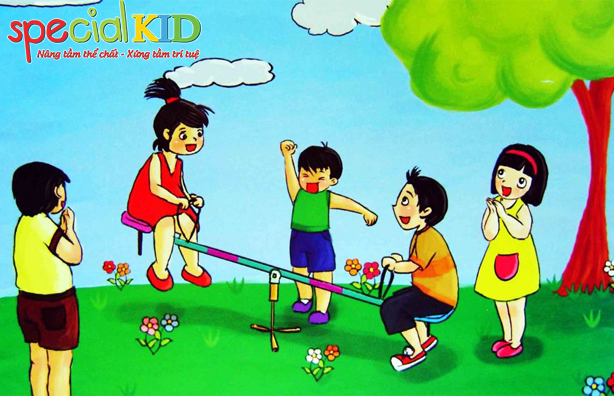 specialKID
Nâng tầm thể chất - Xứng tầm trí tuệ